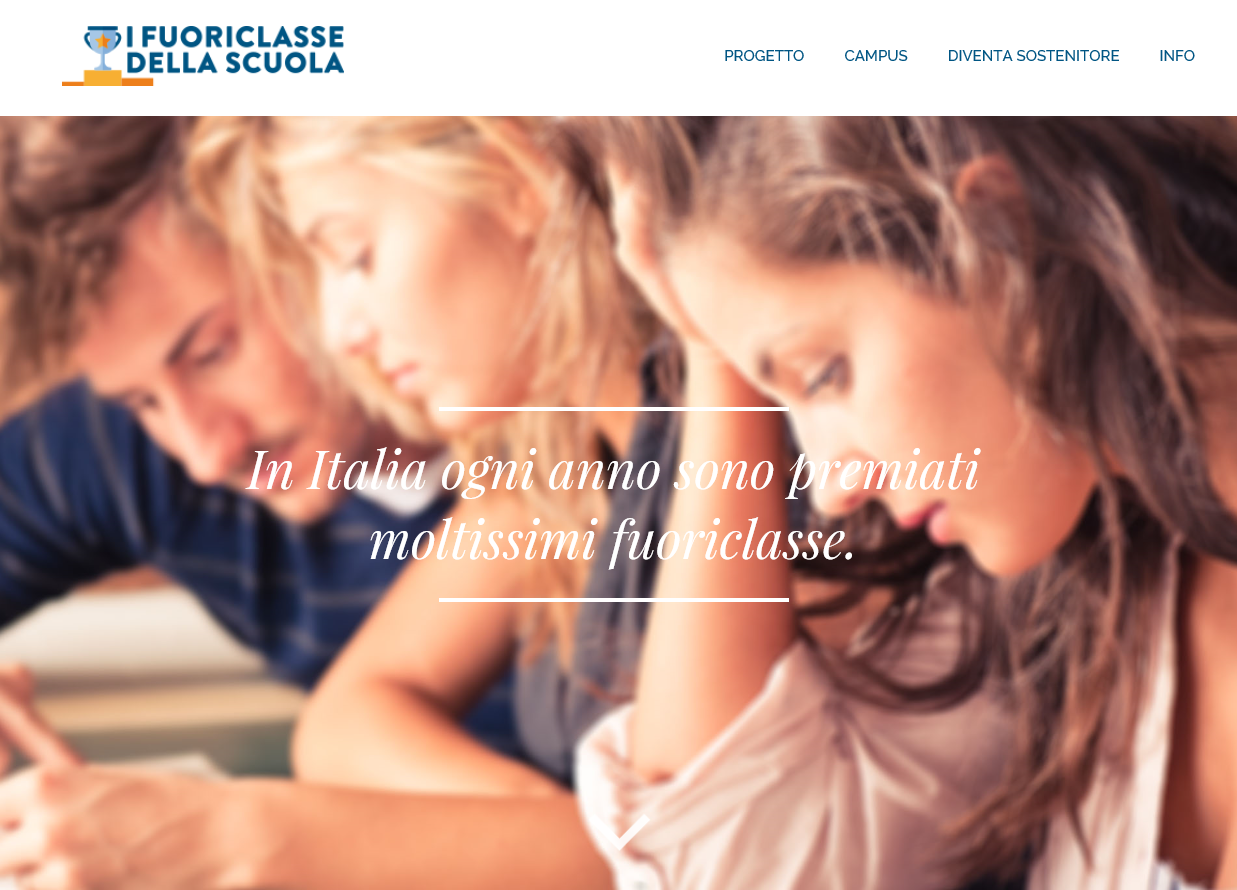 I FUORICLASSE
DELLA SCUOLA
PROGETTO CAMPUS DIVENTA SOSTENITORE INFO
In Italia ogni anno sono premiati
moltissimi fuoriclasse.